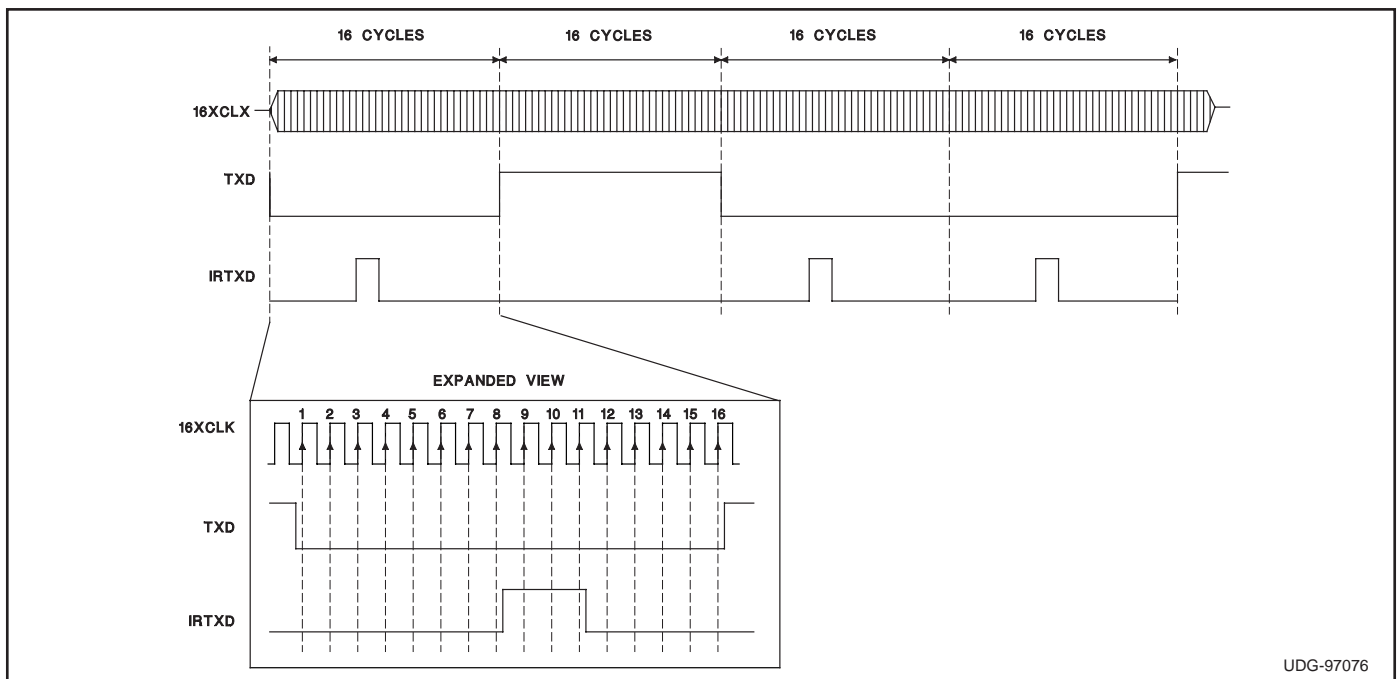 16 CYCLES 16 CYCLES 16 CYCLES 16 CYCLES
16XCLX
TXD
IRTXD
EXPANDED VIEW
1 2 3 4 5 6 7 8 9 10 11 12 13 14 15 16
16XCLK
TXD
IRTXD
UDG-97076